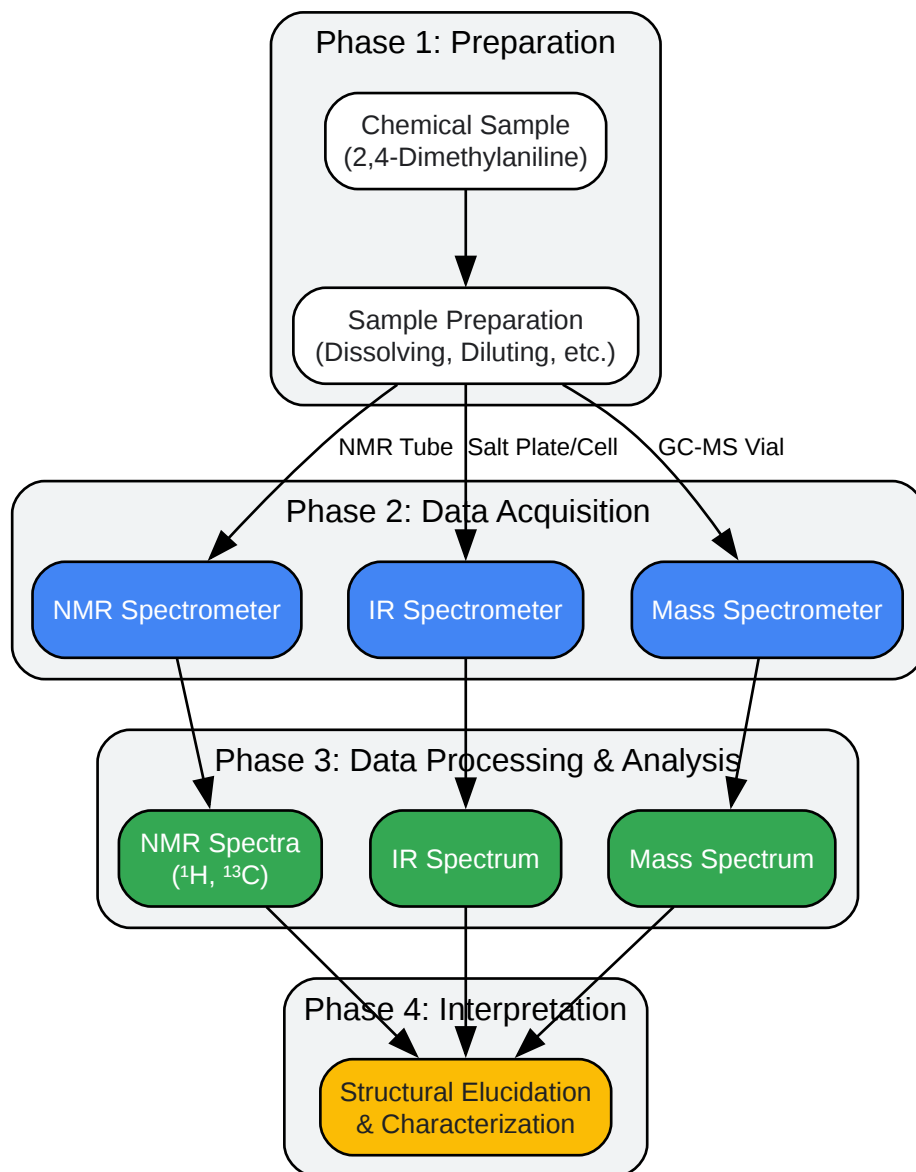 Phase 1: Preparation
Chemical Sample
(2,4-Dimethylaniline)
Sample Preparation
(Dissolving, Diluting, etc.)
NMR Tube
Salt Plate/Cell
GC-MS Vial
Phase 2: Data Acquisition
NMR Spectrometer
IR Spectrometer
Mass Spectrometer
Phase 3: Data Processing & Analysis
NMR Spectra
(¹H, ¹³C)
IR Spectrum
Mass Spectrum
Phase 4: Interpretation
Structural Elucidation
& Characterization